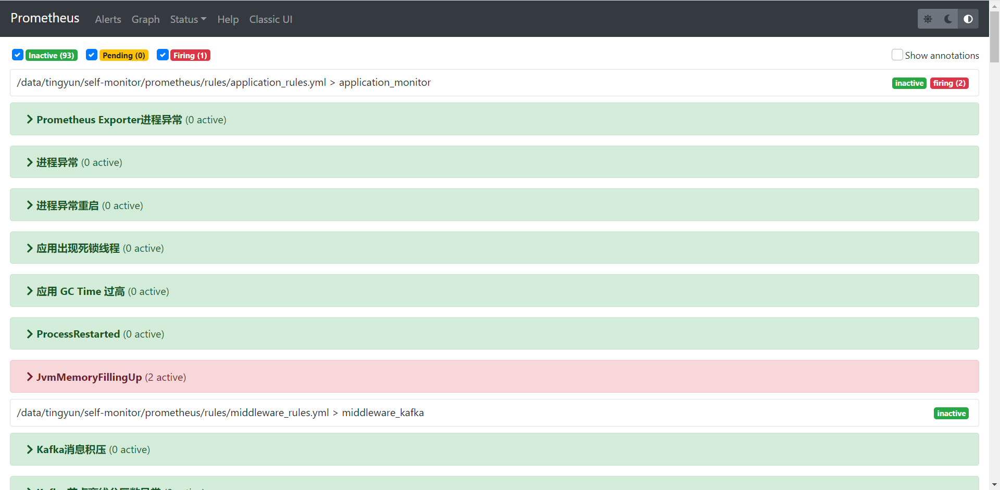 Prometheus Alerts Graph Status Help Classic UI
Inactive (93) Pending (0) Firing (1) Show annotations
/data/tingyun/self-monitor/prometheus/rules/application_rules.yml > application_monitor inactive firing (2)
Prometheus Exporter进程异常 (0 active)
进程异常 (0 active)
进程异常重启 (0 active)
应用出现死锁线程 (0 active)
应用 GC Time 过高 (0 active)
ProcessRestarted (0 active)
JvmMemoryFillingUp (2 active)
/data/tingyun/self-monitor/prometheus/rules/middleware_rules.yml > middleware_kafka inactive
Kafka消息积压 (0 active)